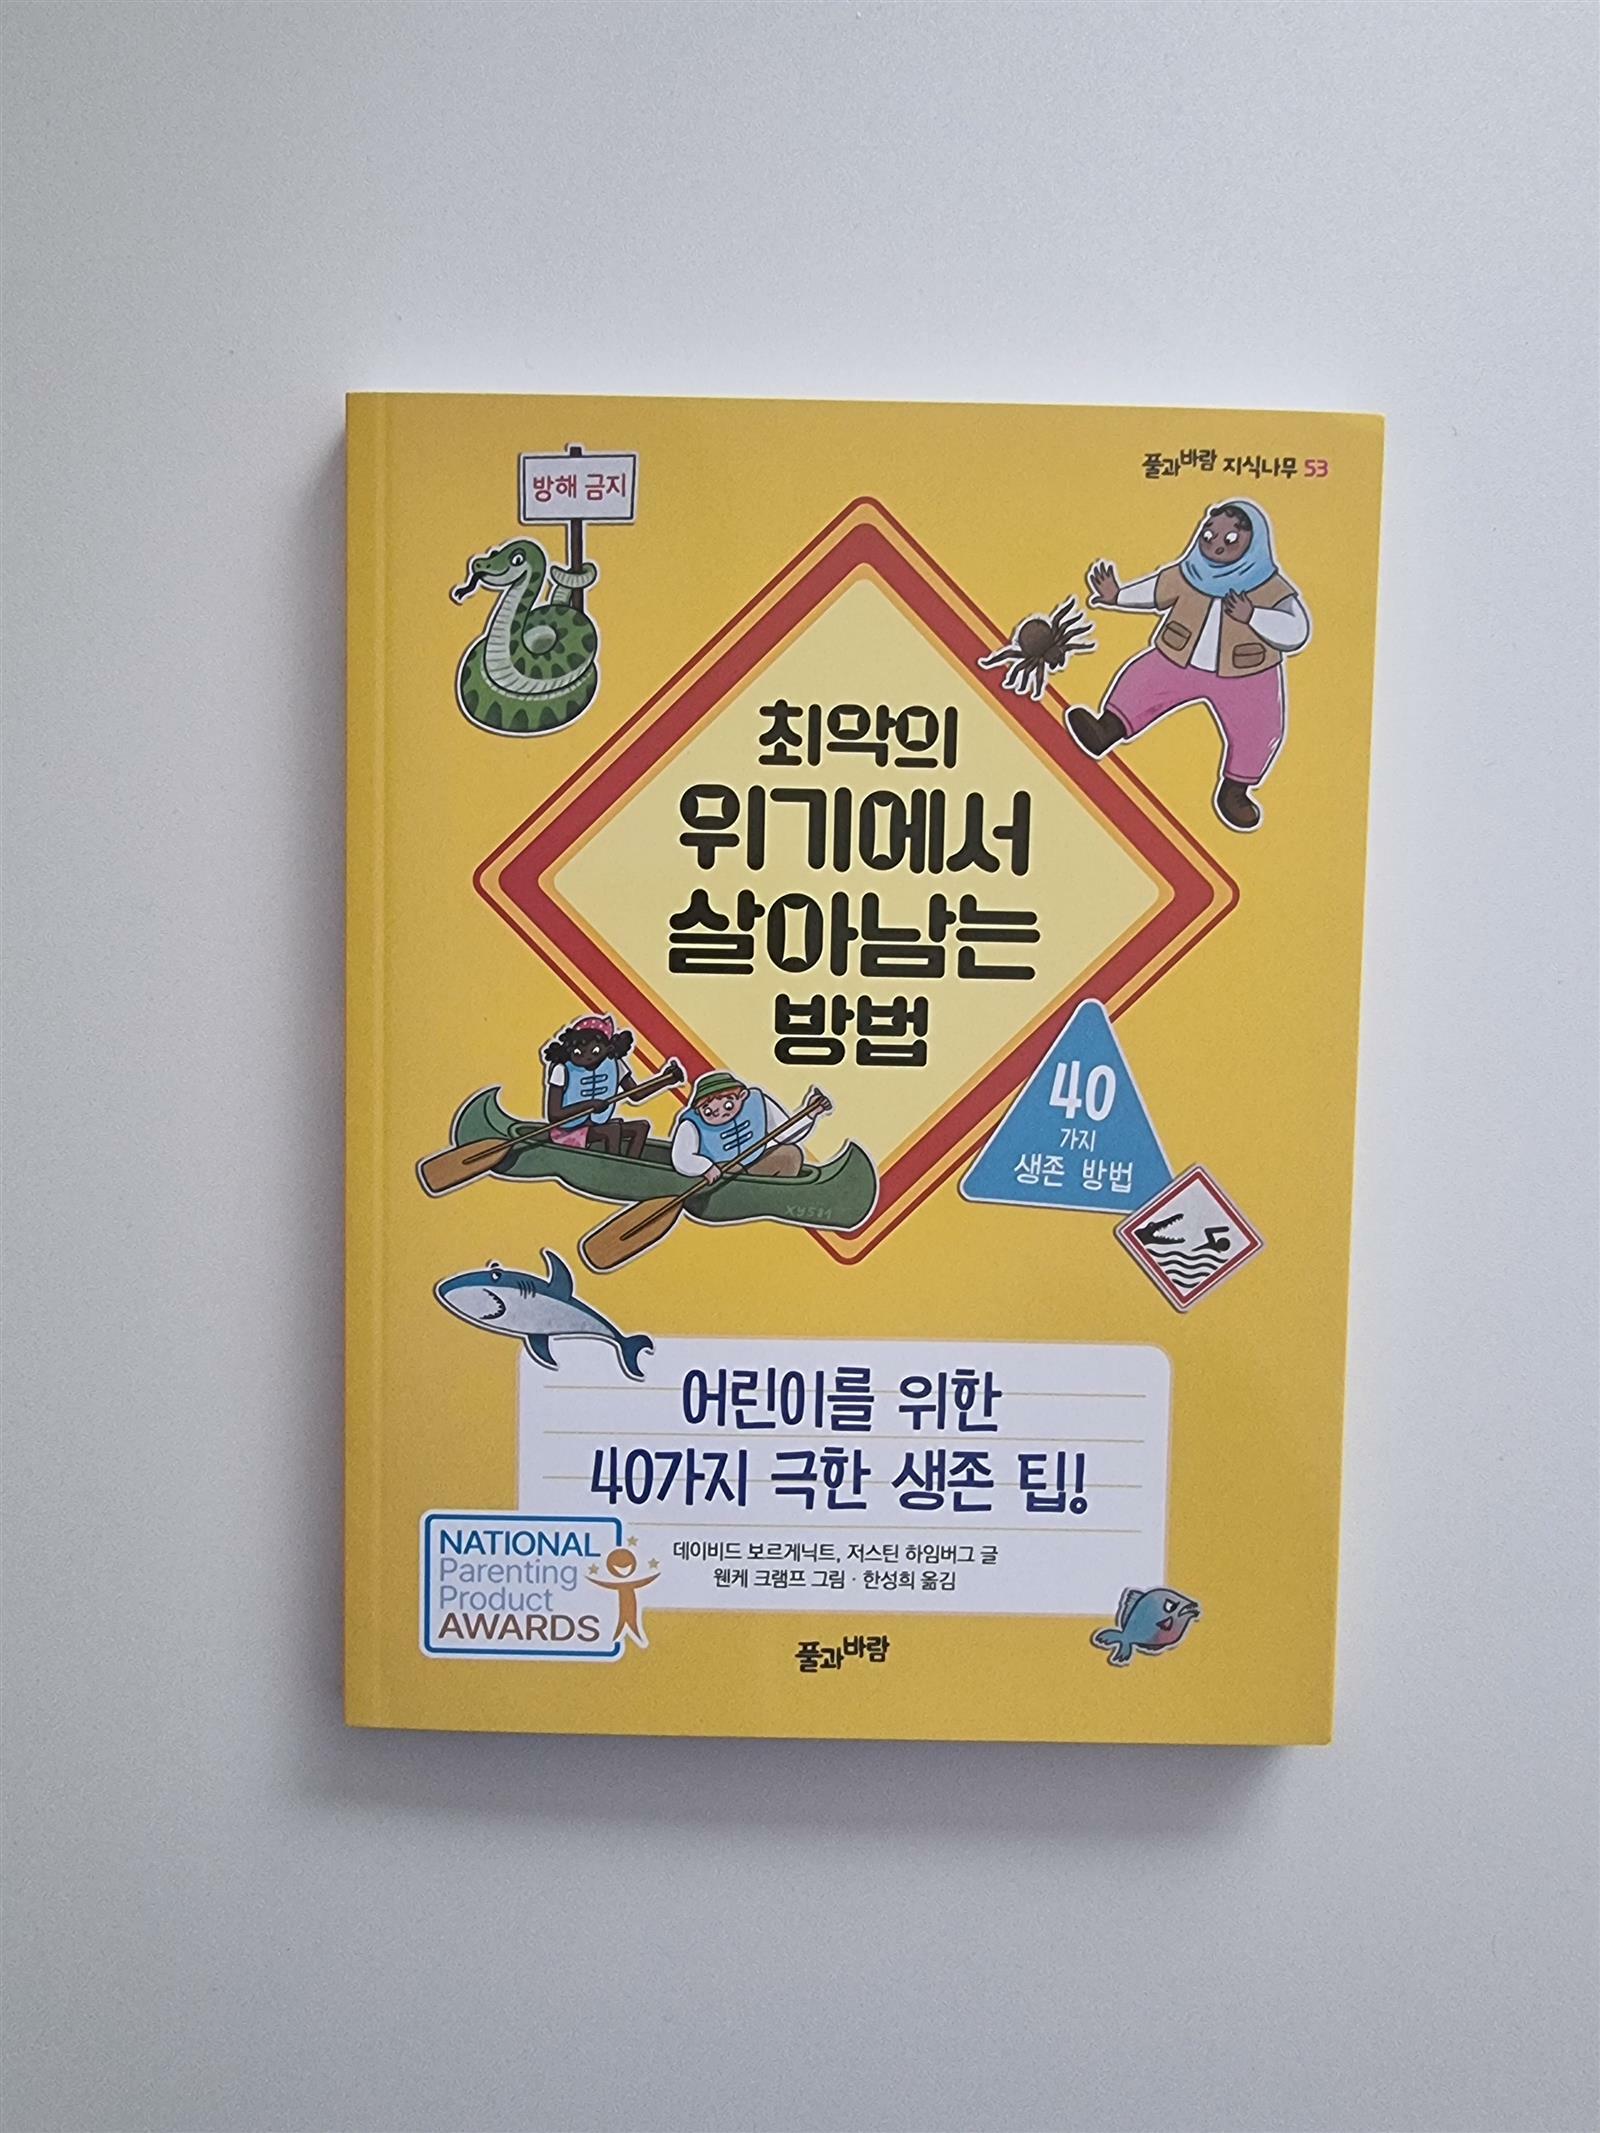 풀과바람 지식나무 53
방해 금지
최악의
위기에서
살아남는
방법
40
가지
생존 방법
XY581
어린이를 위한
40가지 극한 생존 팁!
데이비드 보르게닉트, 저스틴 하임버그 글
웬케 크램프 그림 · 한성희 옮김
NATIONAL
Parenting
Product
AWARDS
풀과바람